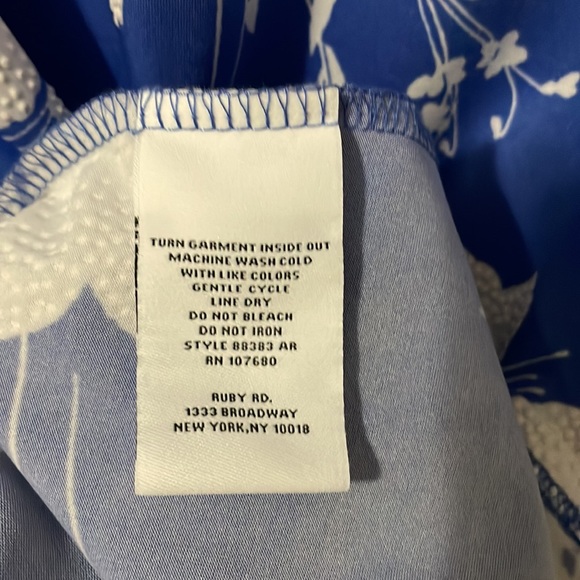 TURN GARMENT INSIDE OUT
MACHINE WASH COLD
WITH LIKE COLORS
GENTLE CYCLE
LINE DRY
DO NOT BLEACH
DO NOT IRON
STYLE 88383 AR
RN 107680
RUBY RD.
1333 BROADWAY
NEW YORK,NY 10018